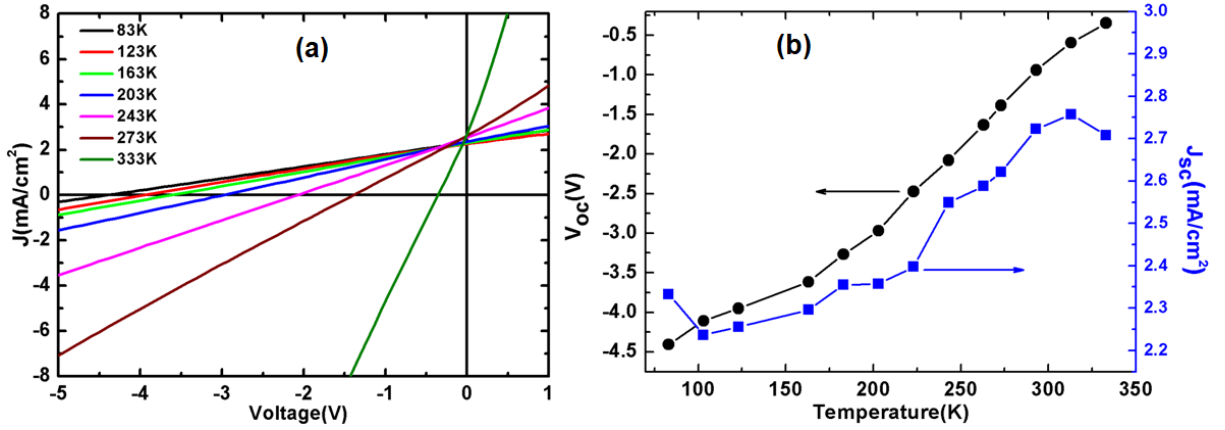 (a)
83K
123K
163K
203K
243K
273K
333K
J(mA/cm²)
8
6
4
2
0
-2
-4
-6
-8
-5 -4 -3 -2 -1 0 1
Voltage(V)
(b)
V_OC(V)
-0.5
-1.0
-1.5
-2.0
-2.5
-3.0
-3.5
-4.0
-4.5
100 150 200 250 300 350
Temperature(K)
3.0
2.9
2.8
2.7
2.6
2.5
2.4
2.3
2.2
J_sc(mA/cm²)